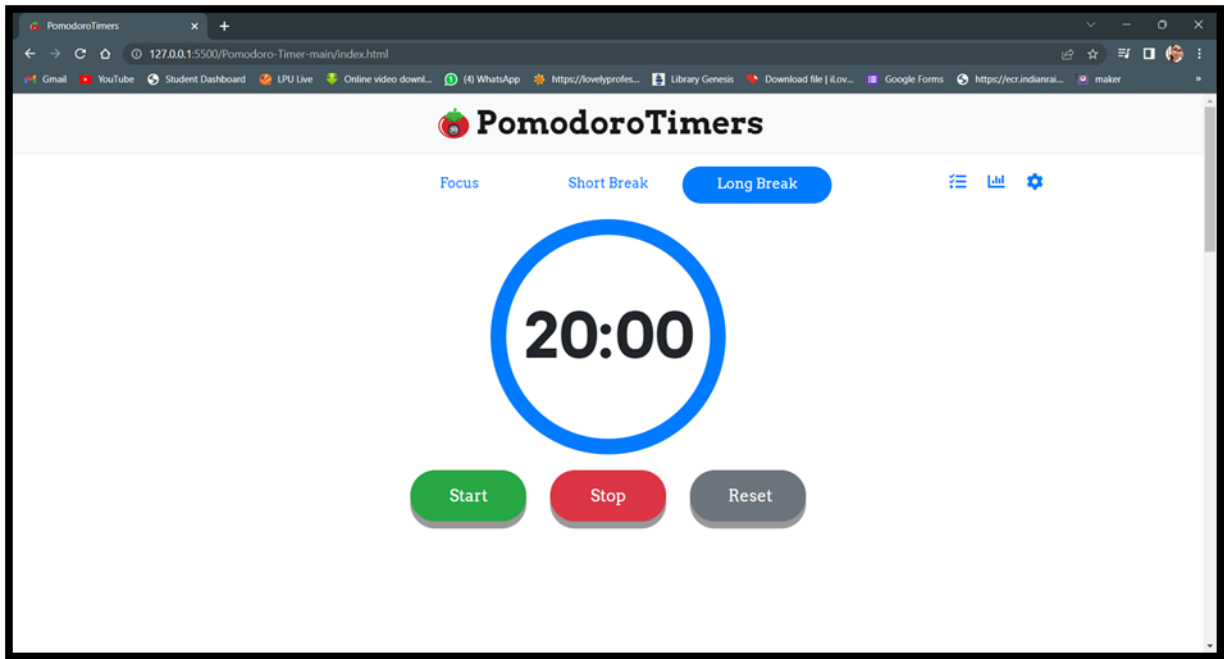 PomodoroTimers
127.0.0.1:5500/Pomodoro-Timer-main/index.html
Gmail YouTube Student Dashboard LPU Live Online video downl... (4) WhatsApp https://lovelyprofes... Library Genesis Download file | iLov... Google Forms https://ecr.indianrai... maker »
PomodoroTimers
Focus Short Break Long Break
20:00
Start Stop Reset